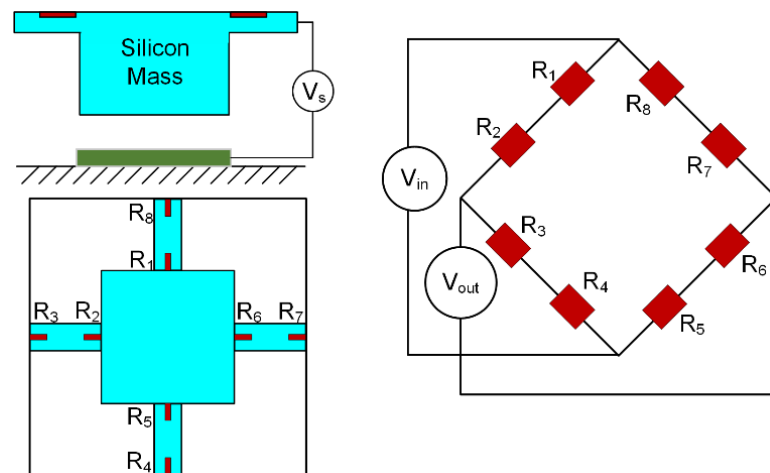 Silicon
Mass
Vs
R8
R1
R3 R2 R6 R7
R5
R4
R1
R8
R2
R7
Vin
R3
R6
Vout
R4
R5